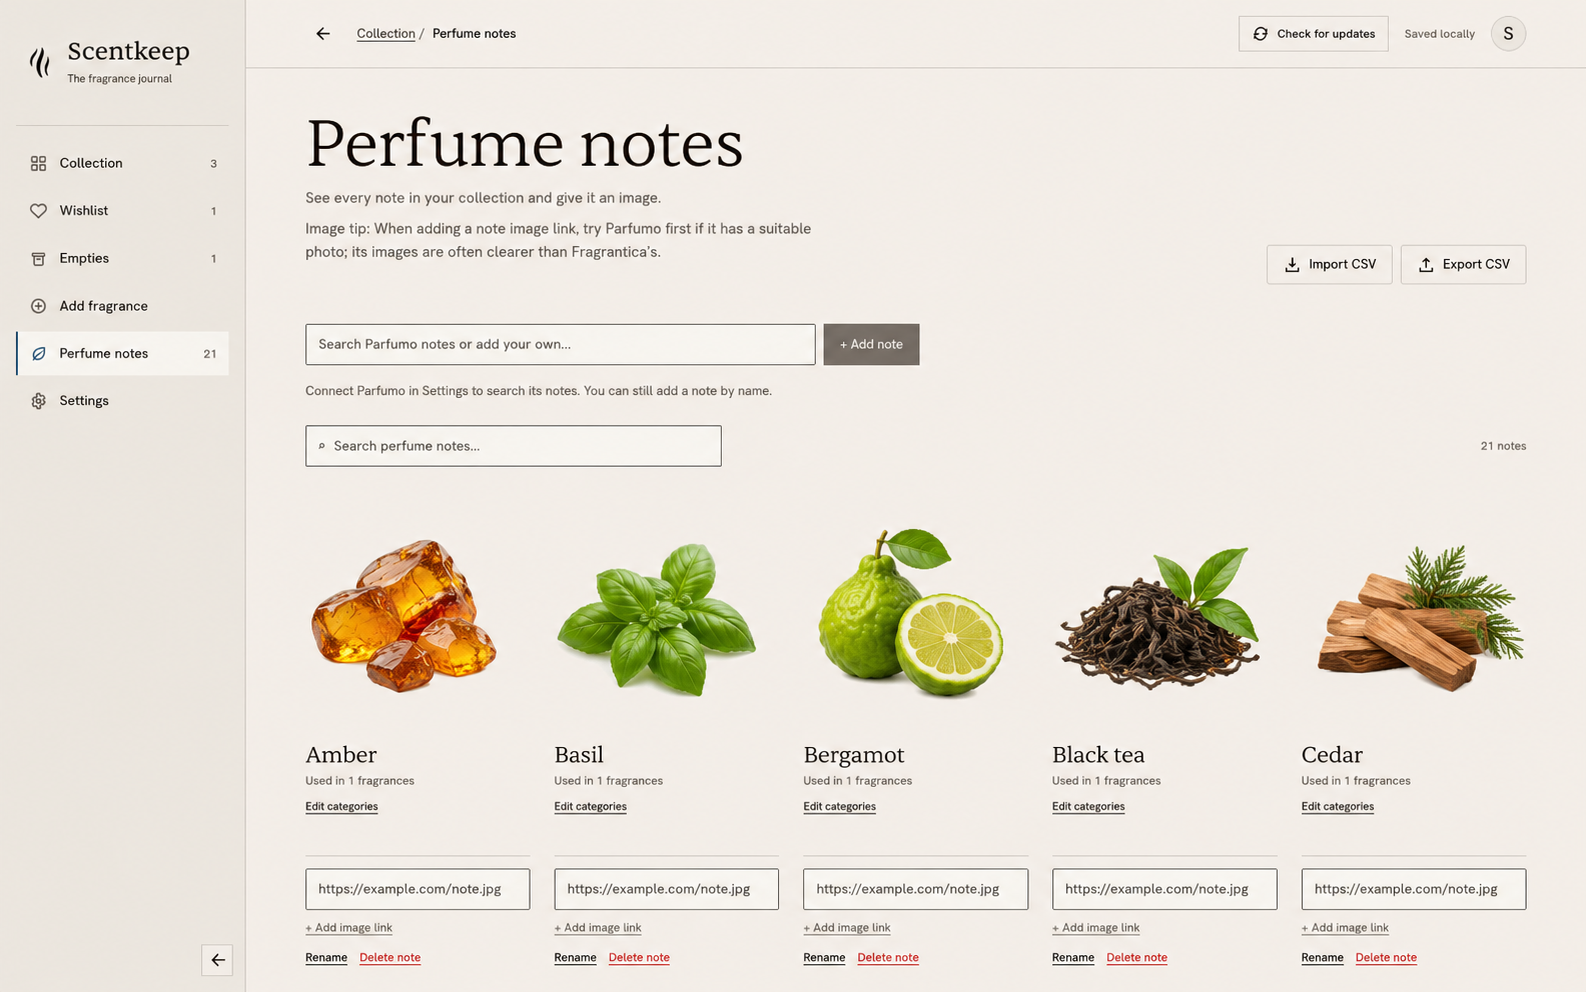 Scentkeep
The fragrance journal
Collection 3
Wishlist 1
Empties 1
Add fragrance
Perfume notes 21
Settings
Collection / Perfume notes
Check for updates
Saved locally
S
Perfume notes
See every note in your collection and give it an image.
Image tip: When adding a note image link, try Parfumo first if it has a suitable
photo; its images are often clearer than Fragrantica's.
Import CSV
Export CSV
Search Parfumo notes or add your own...
+ Add note
Connect Parfumo in Settings to search its notes. You can still add a note by name.
Search perfume notes...
21 notes
Amber
Used in 1 fragrances
Edit categories
https://example.com/note.jpg
+ Add image link
Rename Delete note
Basil
Used in 1 fragrances
Edit categories
https://example.com/note.jpg
+ Add image link
Rename Delete note
Bergamot
Used in 1 fragrances
Edit categories
https://example.com/note.jpg
+ Add image link
Rename Delete note
Black tea
Used in 1 fragrances
Edit categories
https://example.com/note.jpg
+ Add image link
Rename Delete note
Cedar
Used in 1 fragrances
Edit categories
https://example.com/note.jpg
+ Add image link
Rename Delete note